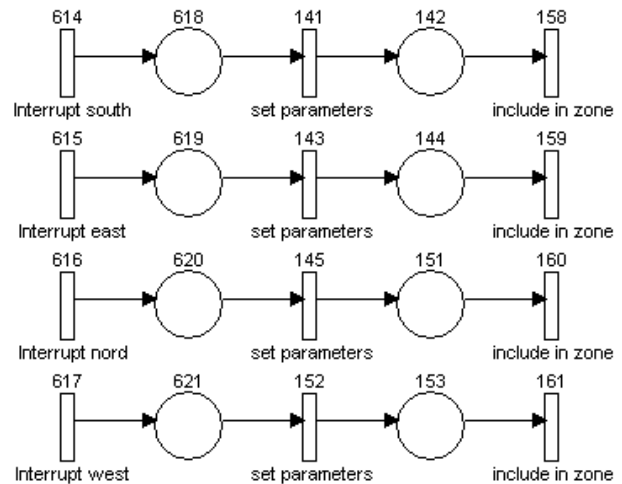 614 618 141 142 158
Interrupt south set parameters include in zone
615 619 143 144 159
Interrupt east set parameters include in zone
616 620 145 151 160
Interrupt nord set parameters include in zone
617 621 152 153 161
Interrupt west set parameters include in zone